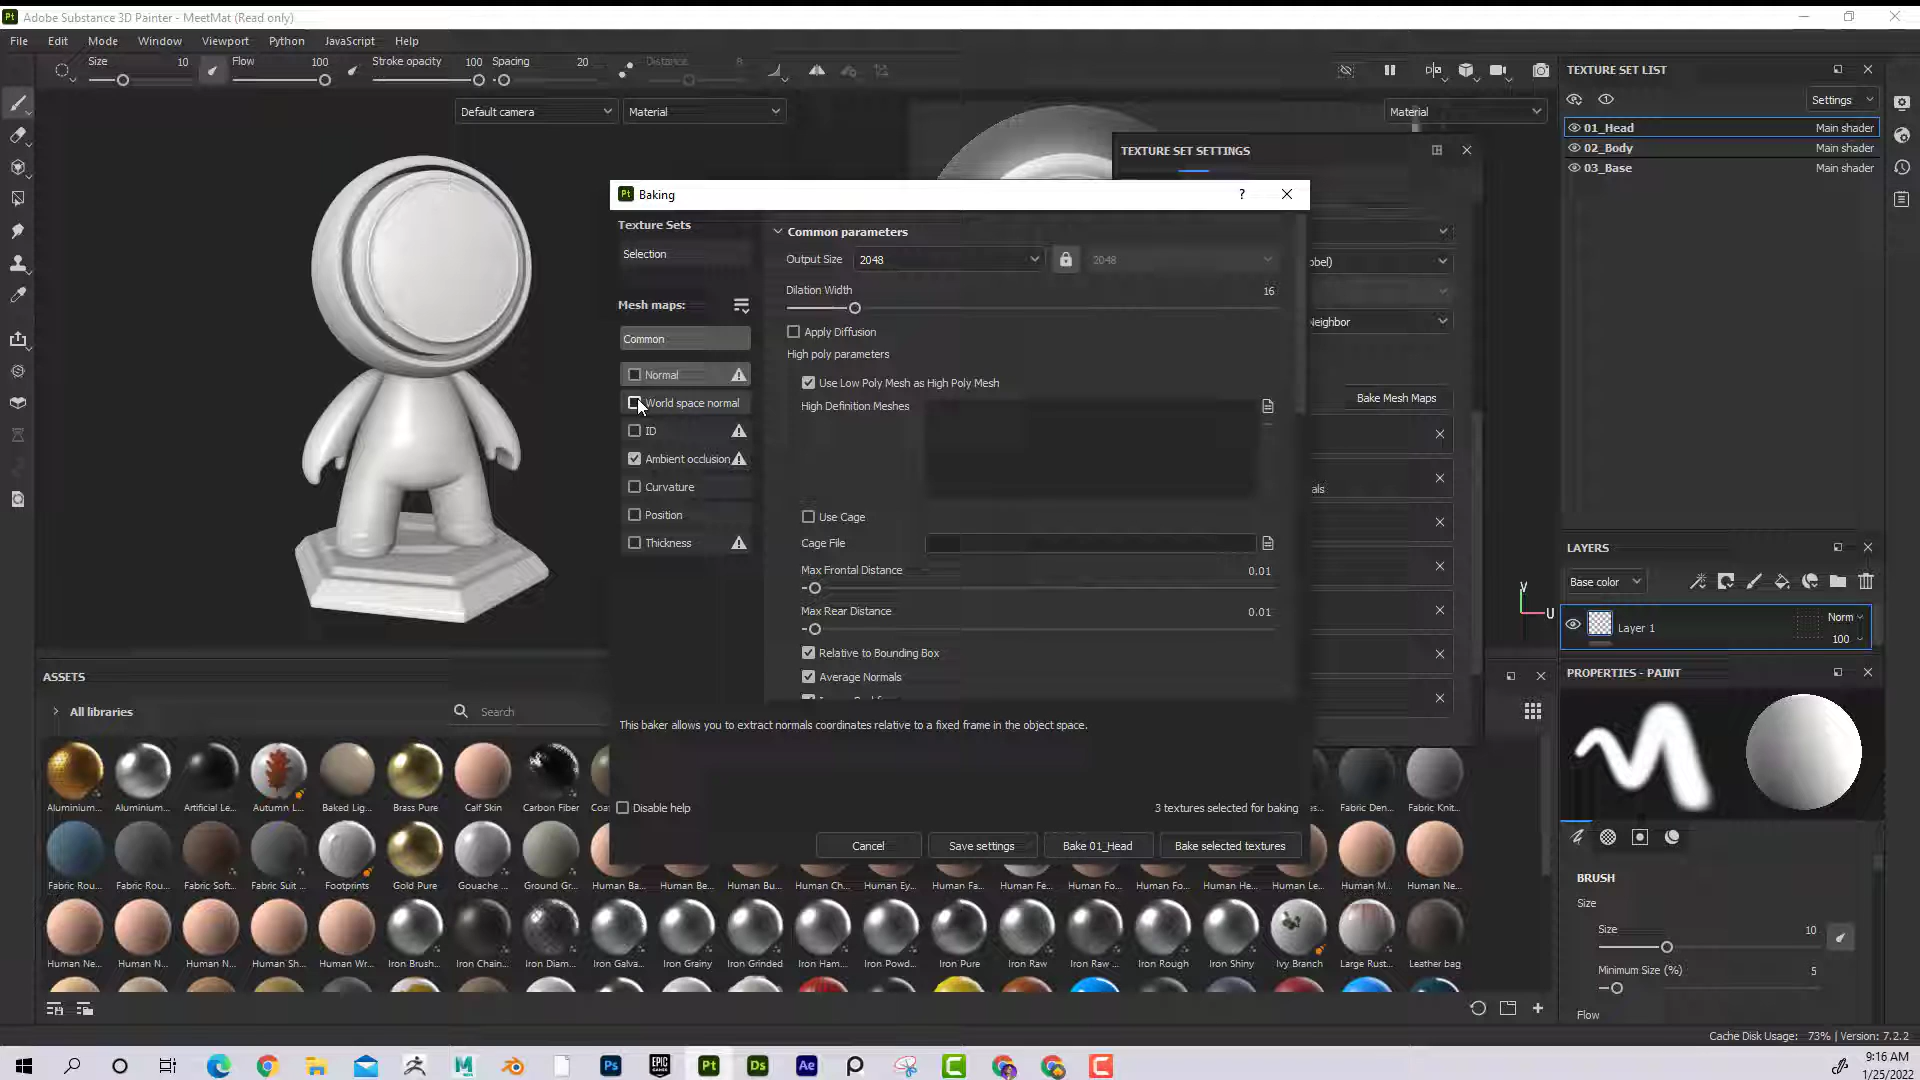 Adobe Substance 3D Painter - MeetMat (Read only)
File Edit Mode Window Viewport Python JavaScript Help
Size 10 Flow 100 Stroke opacity 100 Spacing 20 Distance 8
Default camera Material Material
TEXTURE SET LIST
Settings
01_Head Main shader
02_Body Main shader
03_Base Main shader
TEXTURE SET SETTINGS
Bake Mesh Maps
Baking
?
Texture Sets
Selection
Mesh maps:
Common
Normal
World space normal
ID
Ambient occlusion
Curvature
Position
Thickness
Common parameters
Output Size 2048 2048
Dilation Width 16
Apply Diffusion
High poly parameters
Use Low Poly Mesh as High Poly Mesh
High Definition Meshes
Use Cage
Cage File
Max Frontal Distance 0.01
Max Rear Distance 0.01
Relative to Bounding Box
Average Normals
This baker allows you to extract normals coordinates relative to a fixed frame in the object space.
Disable help 3 textures selected for baking
Cancel Save settings Bake 01_Head Bake selected textures
Y
U
LAYERS
Base color
Layer 1 Norm
100
PROPERTIES - PAINT
BRUSH
Size
Size 10
Minimum Size (%) 5
Flow
ASSETS
All libraries Search
Aluminium... Aluminium... Artificial Le... Autumn L... Baked Lig... Brass Pure Calf Skin Carbon Fiber Fabric Den... Fabric Knit...
Fabric Rou... Fabric Rou... Fabric Soft... Fabric Suit ... Footprints Gold Pure Gouache ... Ground Gr... Human Ba... Human Be... Human Bu... Human Ch... Human Ey... Human Fa... Human Fe... Human Fo... Human Fo... Human He... Human Le... Human M... Human Ne...
Human Ne... Human N... Human N... Human Sh... Human Wr... Iron Brush... Iron Chain... Iron Diam... Iron Galva... Iron Grainy Iron Grinded Iron Ham... Iron Powd... Iron Pure Iron Raw Iron Raw ... Iron Rough Iron Shiny Ivy Branch Large Rust... Leather bag
Cache Disk Usage: 73% | Version: 7.2.2
9:16 AM
1/25/2022